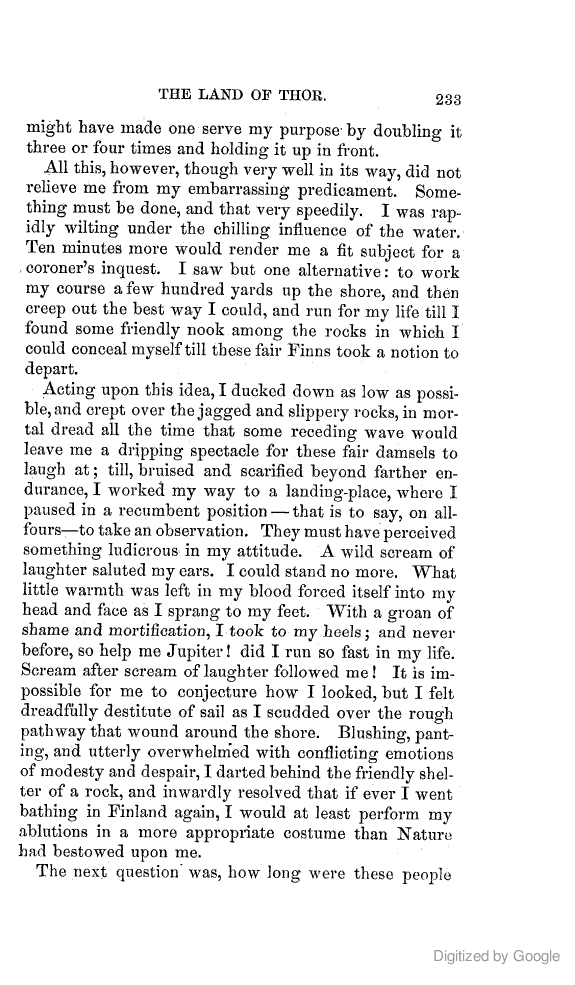 THE LAND OF THOR. 233
might have made one serve my purpose by doubling it
three or four times and holding it up in front.
All this, however, though very well in its way, did not
relieve me from my embarrassing predicament. Some-
thing must be done, and that very speedily. I was rap-
idly wilting under the chilling influence of the water.
Ten minutes more would render me a fit subject for a
coroner's inquest. I saw but one alternative: to work
my course a few hundred yards up the shore, and then
creep out the best way I could, and run for my life till I
found some friendly nook among the rocks in which I
could conceal myself till these fair Finns took a notion to
depart.
Acting upon this idea, I ducked down as low as possi-
ble, and crept over the jagged and slippery rocks, in mor-
tal dread all the time that some receding wave would
leave me a dripping spectacle for these fair damsels to
laugh at; till, bruised and scarified beyond farther en-
durance, I worked my way to a landing-place, where I
paused in a recumbent position — that is to say, on all-
fours—to take an observation. They must have perceived
something ludicrous in my attitude. A wild scream of
laughter saluted my ears. I could stand no more. What
little warmth was left in my blood forced itself into my
head and face as I sprang to my feet. With a groan of
shame and mortification, I took to my heels; and never
before, so help me Jupiter! did I run so fast in my life.
Scream after scream of laughter followed me! It is im-
possible for me to conjecture how I looked, but I felt
dreadfully destitute of sail as I scudded over the rough
pathway that wound around the shore. Blushing, pant-
ing, and utterly overwhelmed with conflicting emotions
of modesty and despair, I darted behind the friendly shel-
ter of a rock, and inwardly resolved that if ever I went
bathing in Finland again, I would at least perform my
ablutions in a more appropriate costume than Nature
had bestowed upon me.
The next question was, how long were these people
Digitized by Google